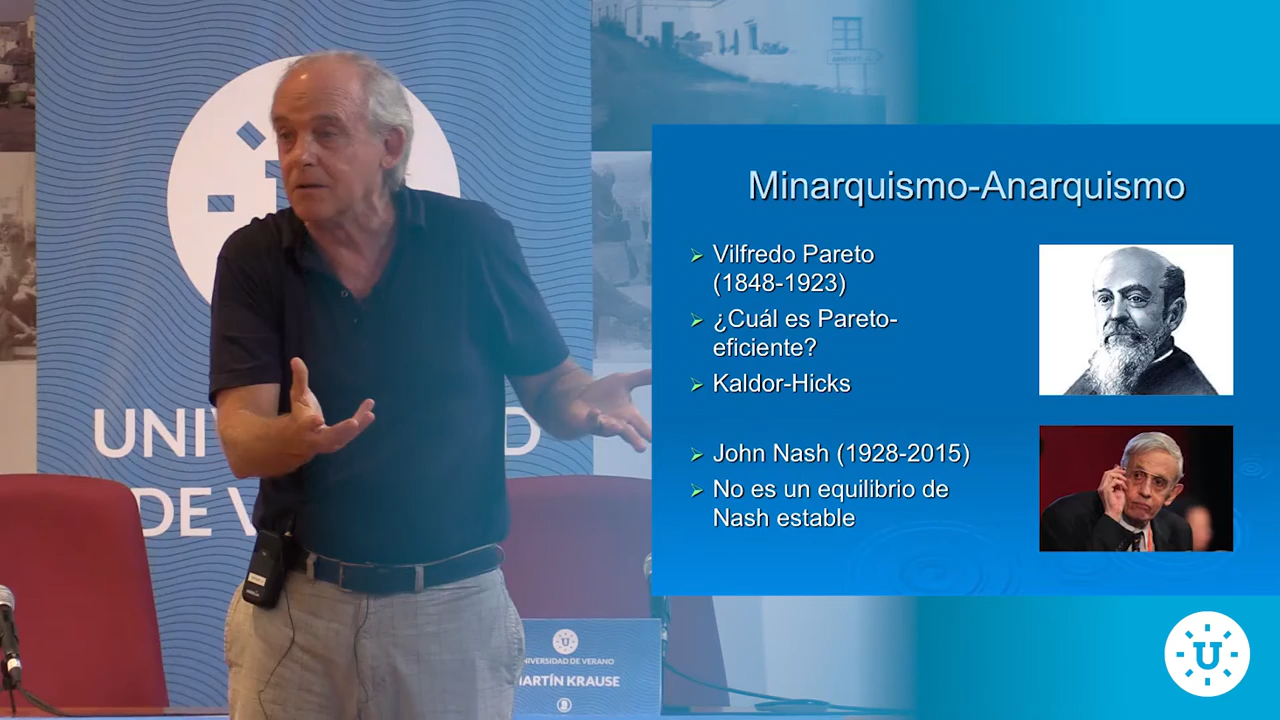 Minarquismo-Anarquismo
Vilfredo Pareto
(1848-1923)
¿Cuál es Pareto-
eficiente?
Kaldor-Hicks
John Nash (1928-2015)
No es un equilibrio de
Nash estable
UNI D
DE V
U
UNIVERSIDAD DE VERANO
MARTÍN KRAUSE
U